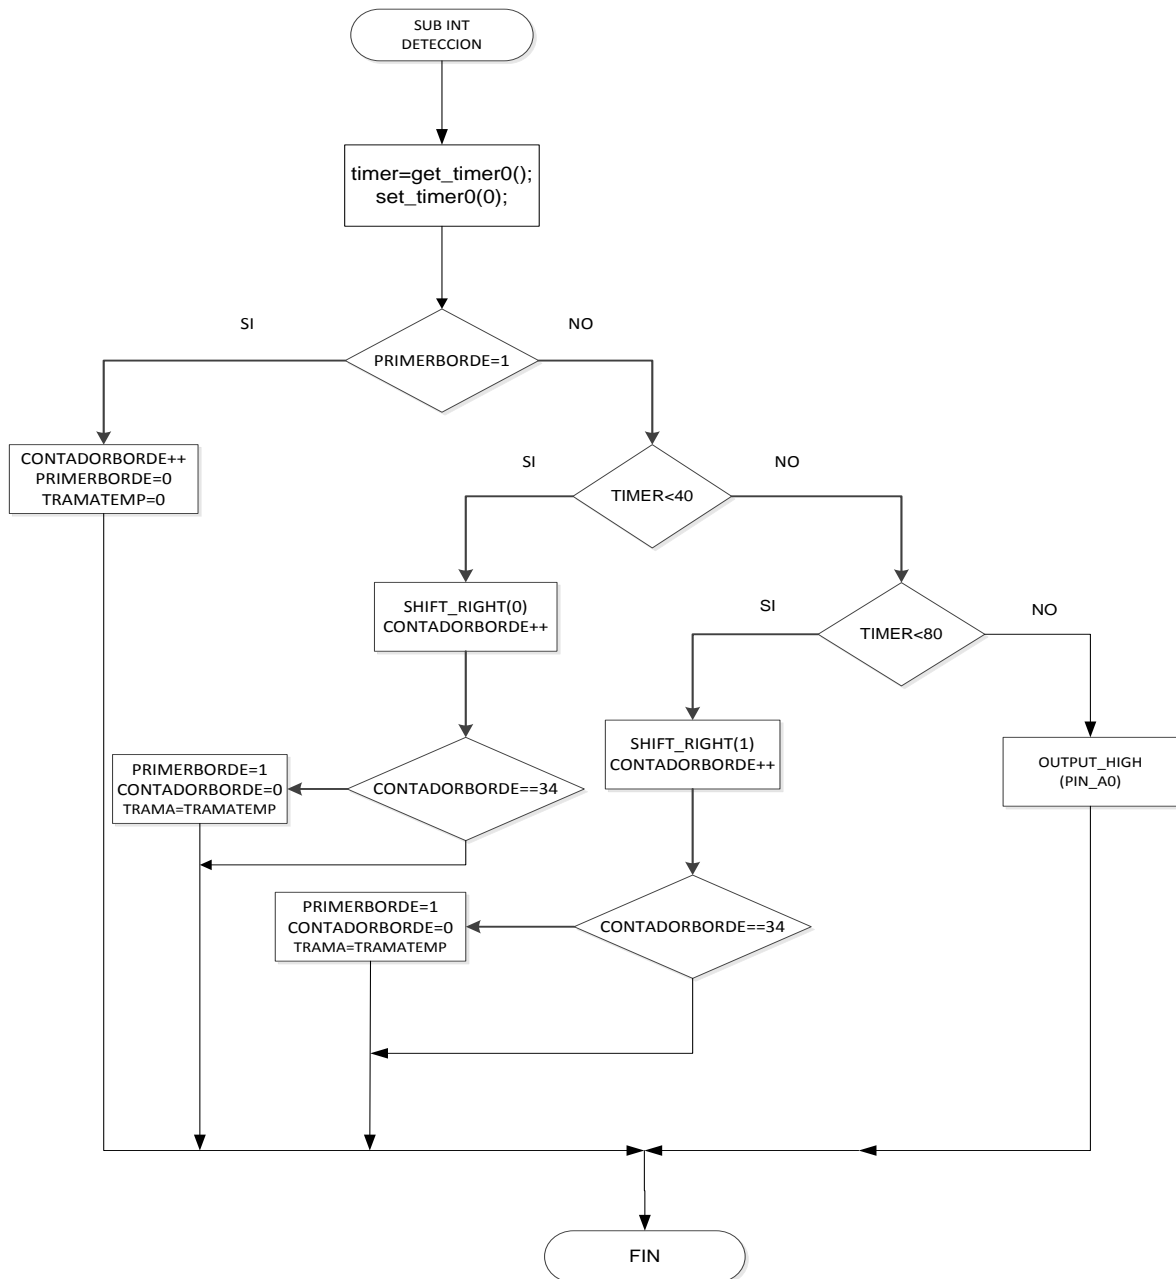 SUB INT
DETECCION
timer=get_timer0();
set_timer0(0);
SI
NO
PRIMERBORDE=1
CONTADORBORDE++
PRIMERBORDE=0
TRAMATEMP=0
SI
NO
TIMER<40
SHIFT_RIGHT(0)
CONTADORBORDE++
SI
NO
TIMER<80
SHIFT_RIGHT(1)
CONTADORBORDE++
OUTPUT_HIGH
(PIN_A0)
PRIMERBORDE=1
CONTADORBORDE=0
TRAMA=TRAMATEMP
CONTADORBORDE==34
PRIMERBORDE=1
CONTADORBORDE=0
TRAMA=TRAMATEMP
CONTADORBORDE==34
FIN